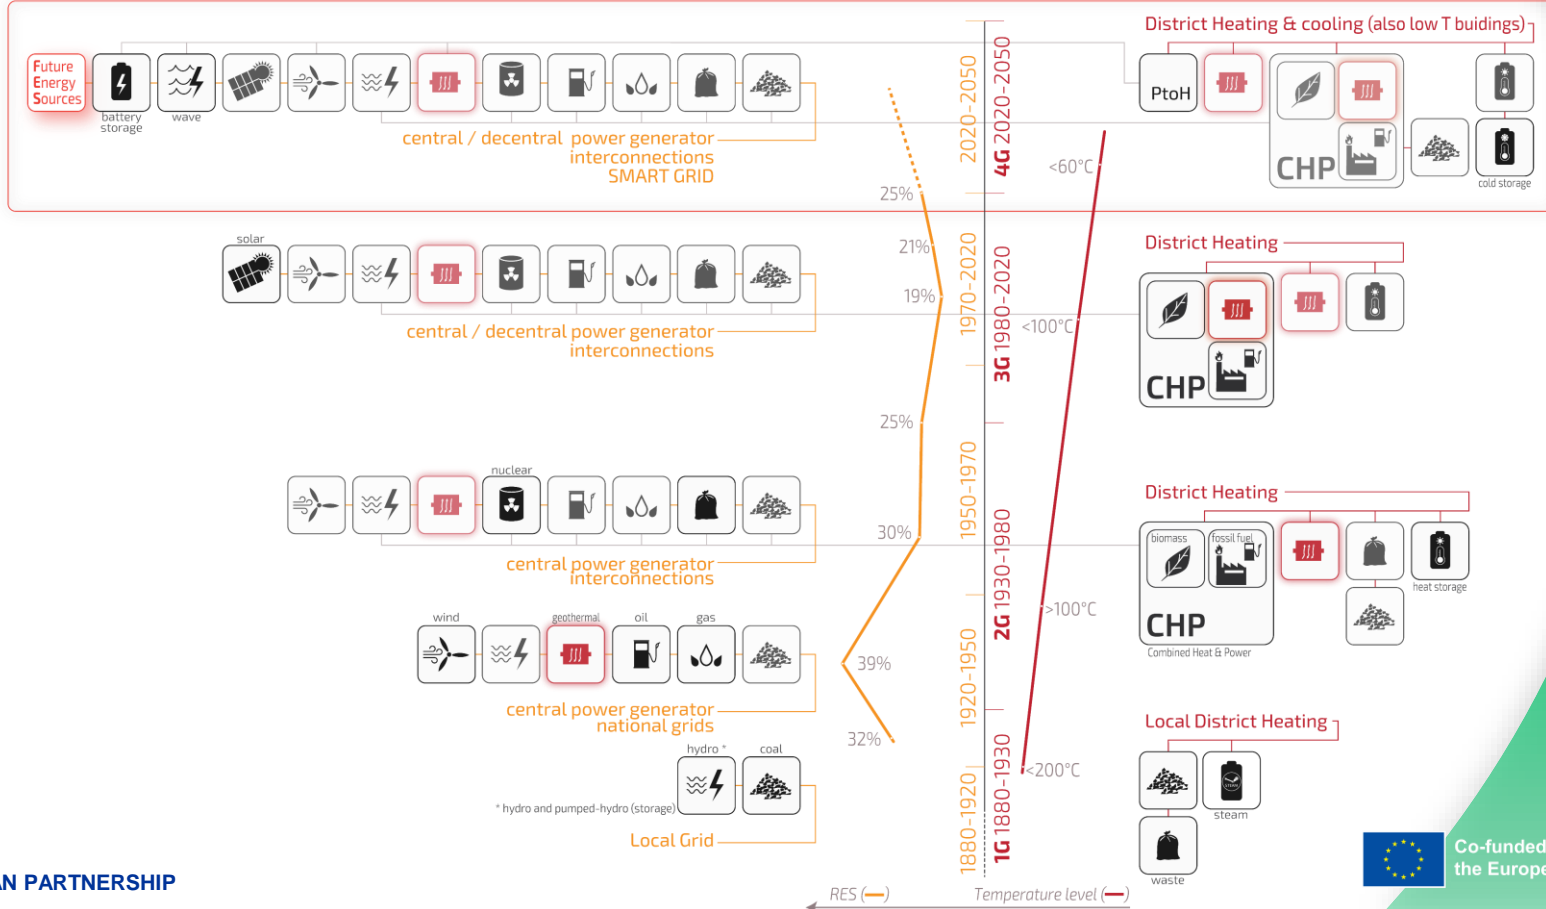 District Heating & cooling (also low T buidings)
Future
Energy
Sources
battery
storage
wave
central / decentral power generator
interconnections
SMART GRID
2020-2050
4G 2020-2050
<60°C
25%
PtoH
CHP
cold storage
solar
21%
19%
central / decentral power generator
interconnections
1970-2020
3G 1980-2020
<100°C
District Heating
CHP
25%
nuclear
30%
central power generator
interconnections
1950-1970
2G 1930-1980
>100°C
District Heating
biomass
fossil fuel
heat storage
CHP
Combined Heat & Power
wind
geothermal
oil
gas
39%
central power generator
national grids
1920-1950
32%
hydro *
coal
* hydro and pumped-hydro (storage)
Local Grid
1880-1920
1G 1880-1930
<200°C
Local District Heating
STEAM
steam
waste
AN PARTNERSHIP
RES (—)
Temperature level (—)
Co-funded
the Europe